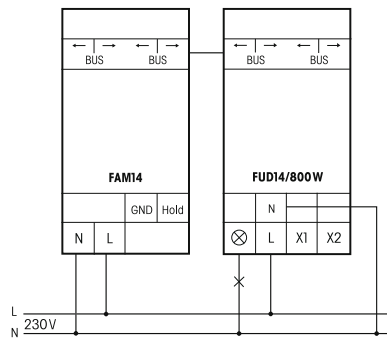 ← → ← → ← → ← →
BUS BUS BUS BUS
FAM14 FUD14/800W
GND Hold N
N L ⊗ L X1 X2
L
230V
N